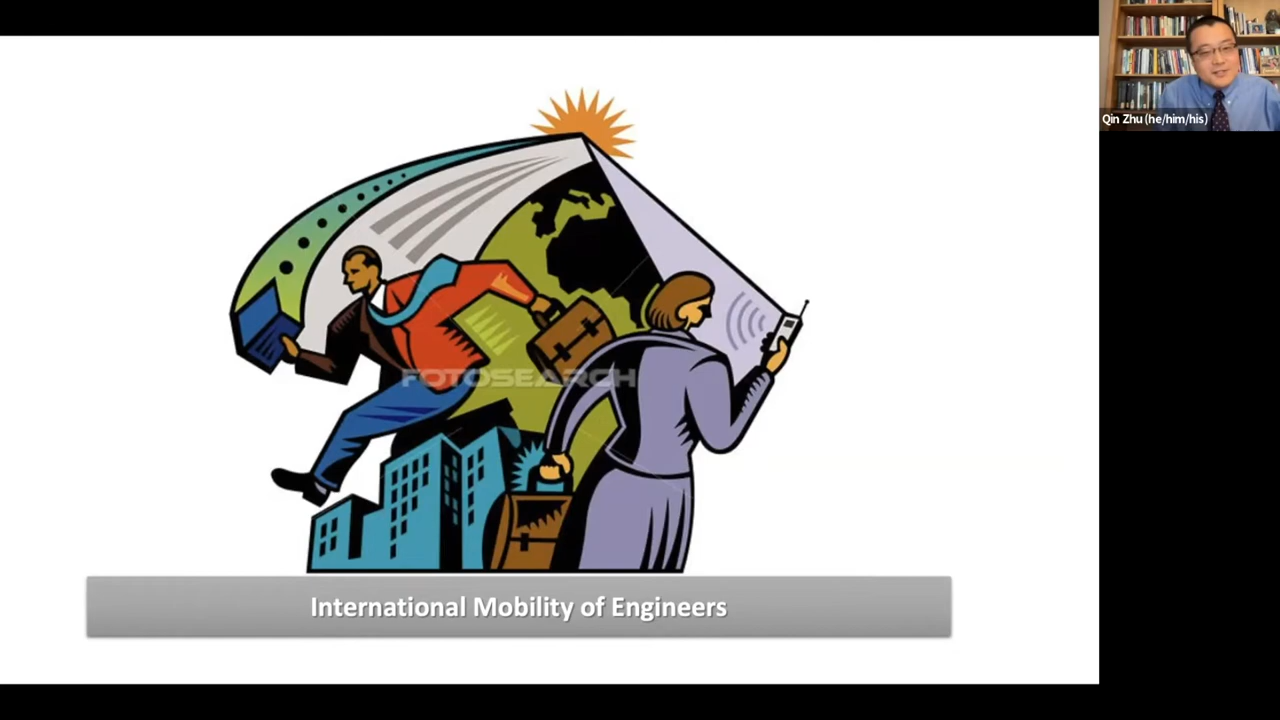 Qin Zhu (he/him/his)
FOTOSEARCH
International Mobility of Engineers